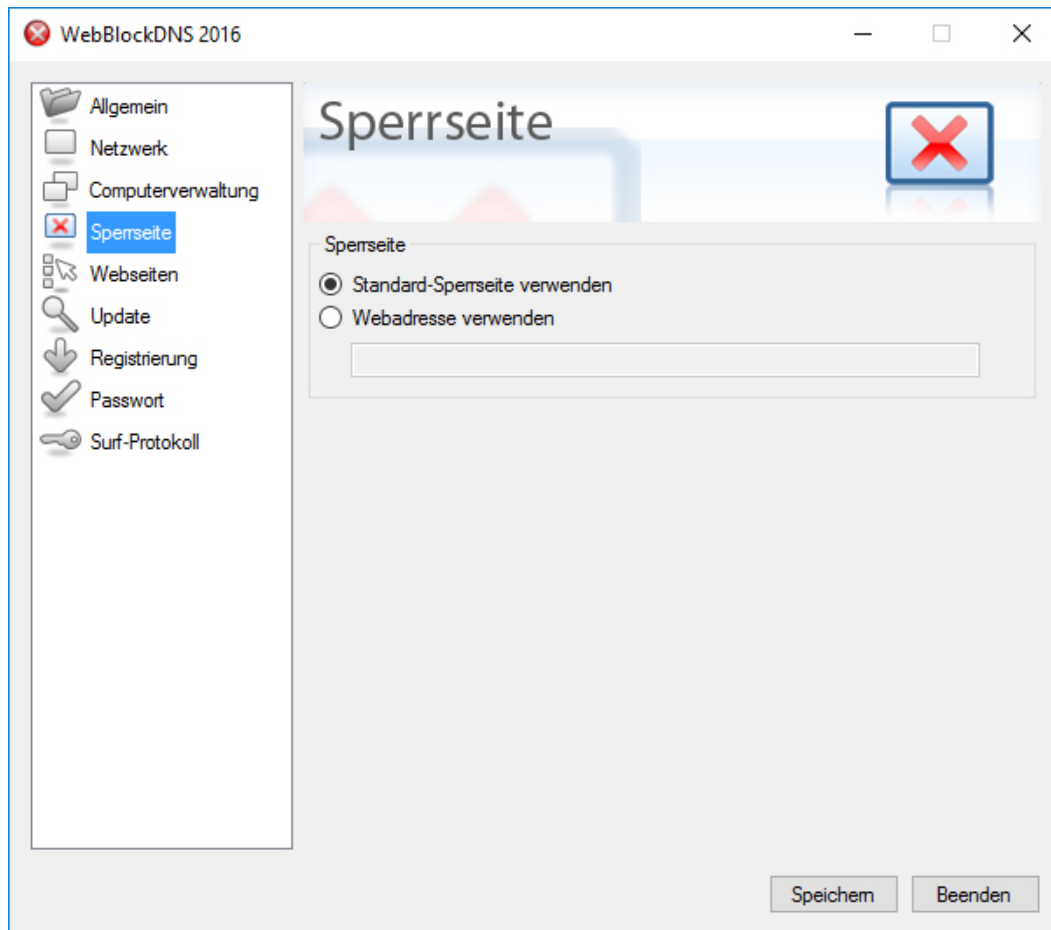 WebBlockDNS 2016
Allgemein
Netzwerk
Computerverwaltung
Sperrseite
Webseiten
Update
Registrierung
Passwort
Surf-Protokoll
Sperrseite
Sperrseite
Standard-Sperrseite verwenden
Webadresse verwenden
Speichern
Beenden